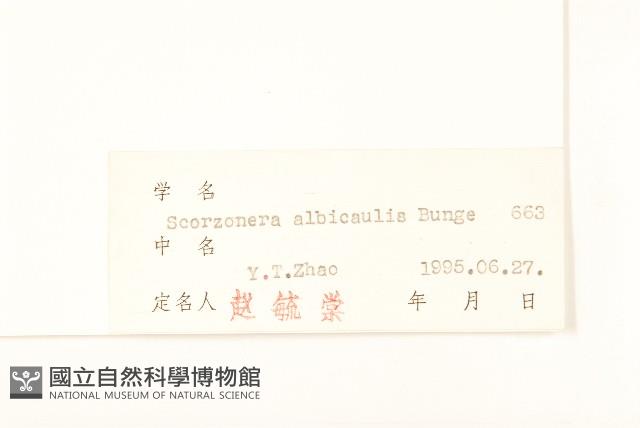 学名
Scorzonera albicaulis Bunge 663
中名
Y.T.Zhao 1995.06.27.
定名人 赵毓棠 年 月 日
國立自然科學博物館
NATIONAL MUSEUM OF NATURAL SCIENCE